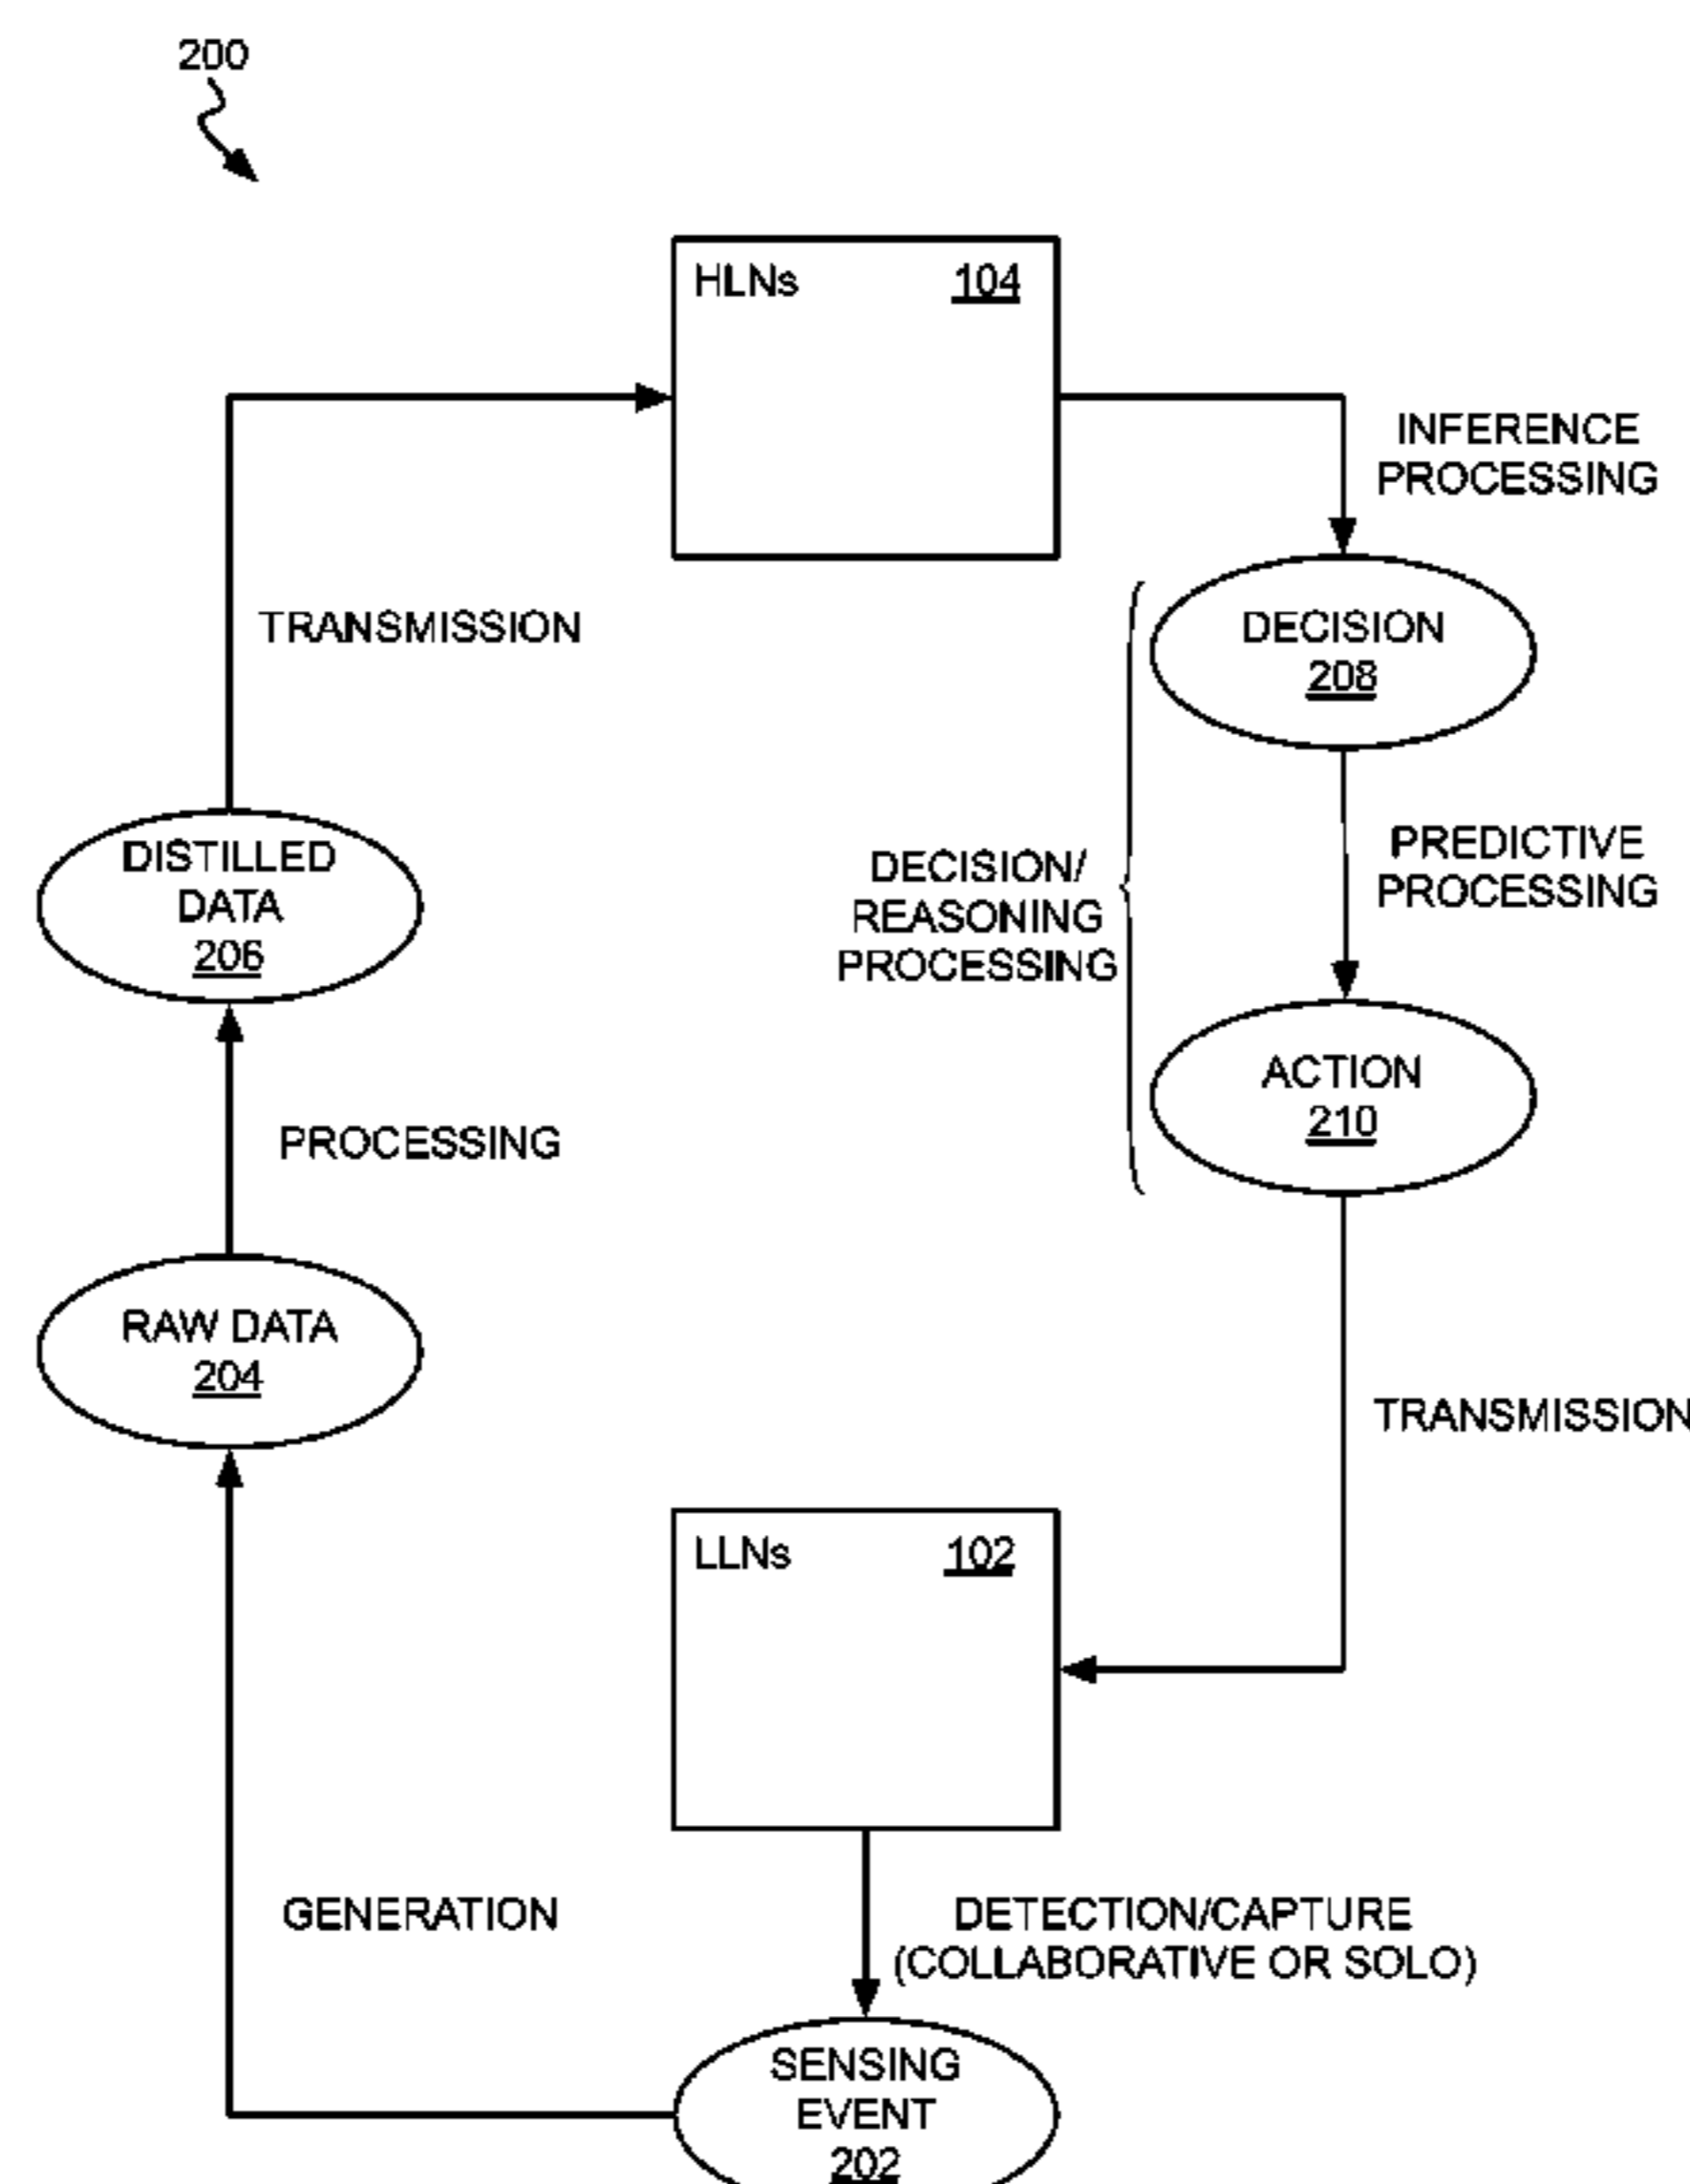 200
HLNs 104
INFERENCE
PROCESSING
TRANSMISSION
DECISION
208
DISTILLED
DATA
206
DECISION/
REASONING
PROCESSING
PREDICTIVE
PROCESSING
ACTION
210
PROCESSING
RAW DATA
204
TRANSMISSION
LLNs 102
GENERATION
DETECTION/CAPTURE
(COLLABORATIVE OR SOLO)
SENSING
EVENT
202